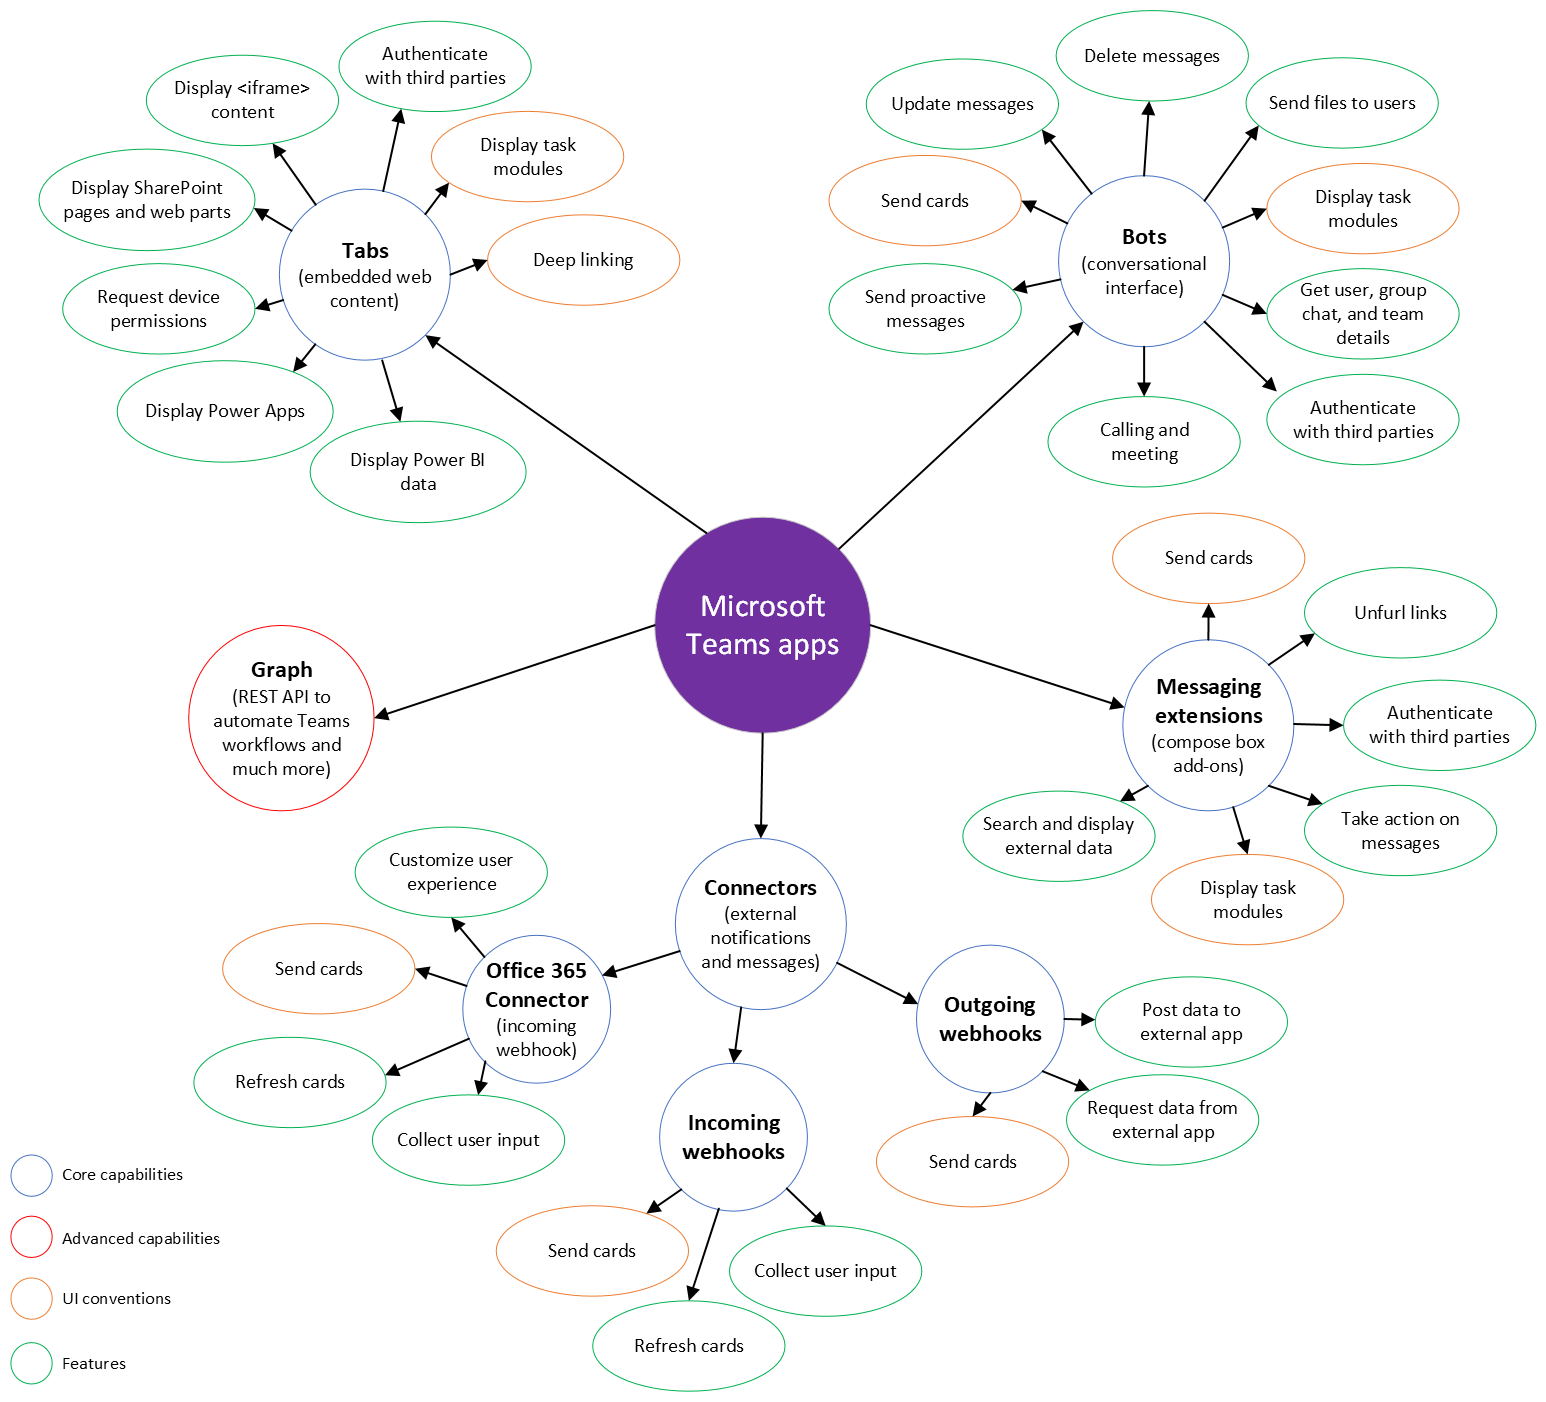 Authenticate
with third parties
Display <iframe>
content
Display task
modules
Display SharePoint
pages and web parts
Tabs
(embedded web
content)
Deep linking
Request device
permissions
Display Power Apps
Display Power BI
data
Delete messages
Update messages
Send files to users
Send cards
Display task
modules
Bots
(conversational
interface)
Send proactive
messages
Get user, group
chat, and team
details
Calling and
meeting
Authenticate
with third parties
Microsoft
Teams apps
Graph
(REST API to
automate Teams
workflows and
much more)
Send cards
Unfurl links
Messaging
extensions
(compose box
add-ons)
Authenticate
with third parties
Search and display
external data
Take action on
messages
Display task
modules
Connectors
(external
notifications
and messages)
Customize user
experience
Send cards
Office 365
Connector
(incoming
webhook)
Refresh cards
Collect user input
Outgoing
webhooks
Post data to
external app
Request data from
external app
Send cards
Incoming
webhooks
Send cards
Collect user input
Refresh cards
Core capabilities
Advanced capabilities
UI conventions
Features